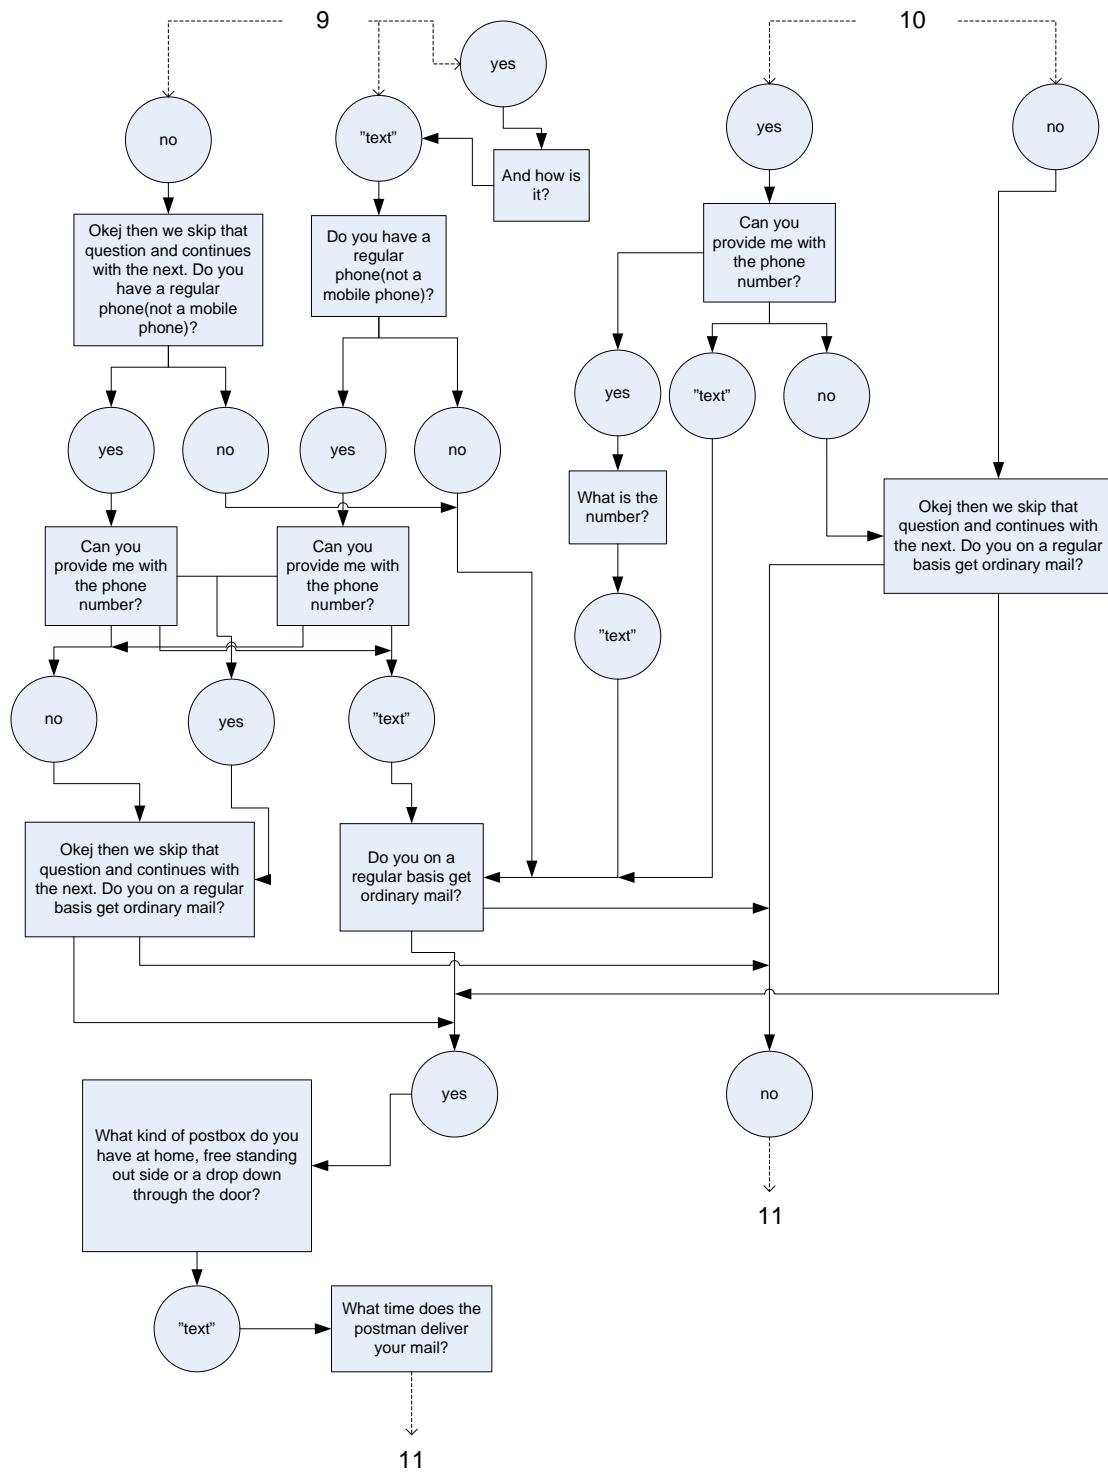 9
10
yes
no
"text"
yes
no
And how is
it?
Okej then we skip that
question and continues
with the next. Do you
have a regular
phone(not a mobile
phone)?
Do you have a
regular
phone(not a
mobile phone)?
Can you
provide me with
the phone
number?
yes
"text"
no
yes
no
yes
no
What is the
number?
Okej then we skip that
question and continues with
the next. Do you on a regular
basis get ordinary mail?
Can you
provide me with
the phone
number?
Can you
provide me with
the phone
number?
"text"
no
yes
"text"
Okej then we skip that
question and continues with
the next. Do you on a regular
basis get ordinary mail?
Do you on a
regular basis get
ordinary mail?
yes
no
What kind of postbox do you
have at home, free standing
out side or a drop down
through the door?
11
"text"
What time does the
postman deliver
your mail?
11